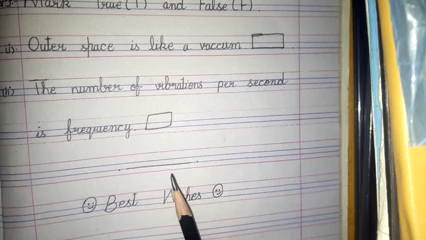 Mark True (T) and False (F).
(i) Outer space is like a vaccum
(ii) The number of vibrations per second
is frequency.
☺ Best Wishes ☺